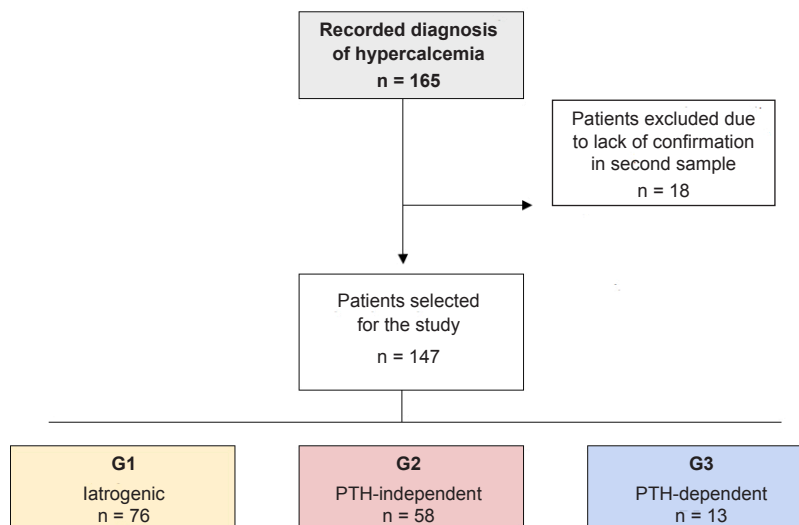 Recorded diagnosis
of hypercalcemia
n = 165
Patients excluded due
to lack of confirmation
in second sample
n = 18
Patients selected
for the study
n = 147
G1
Iatrogenic
n = 76
G2
PTH-independent
n = 58
G3
PTH-dependent
n = 13